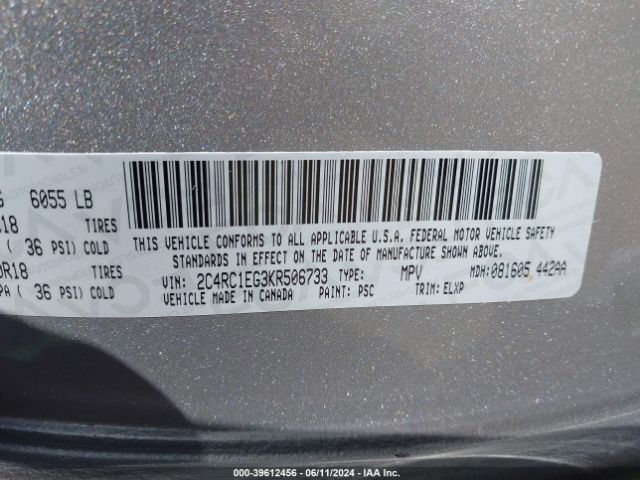 6055 LB
18 TIRES
( 36 PSI) COLD
R18 TIRES
PA ( 36 PSI) COLD
THIS VEHICLE CONFORMS TO ALL APPLICABLE U.S.A. FEDERAL MOTOR VEHICLE SAFETY
STANDARDS IN EFFECT ON THE DATE OF MANUFACTURE SHOWN ABOVE.
VIN: 2C4RC1EG3KR506733 TYPE: MPV MDH: 081605 442AA
VEHICLE MADE IN CANADA PAINT: PSC TRIM: ELXP
000-39612456 - 06/11/2024 - IAA Inc.